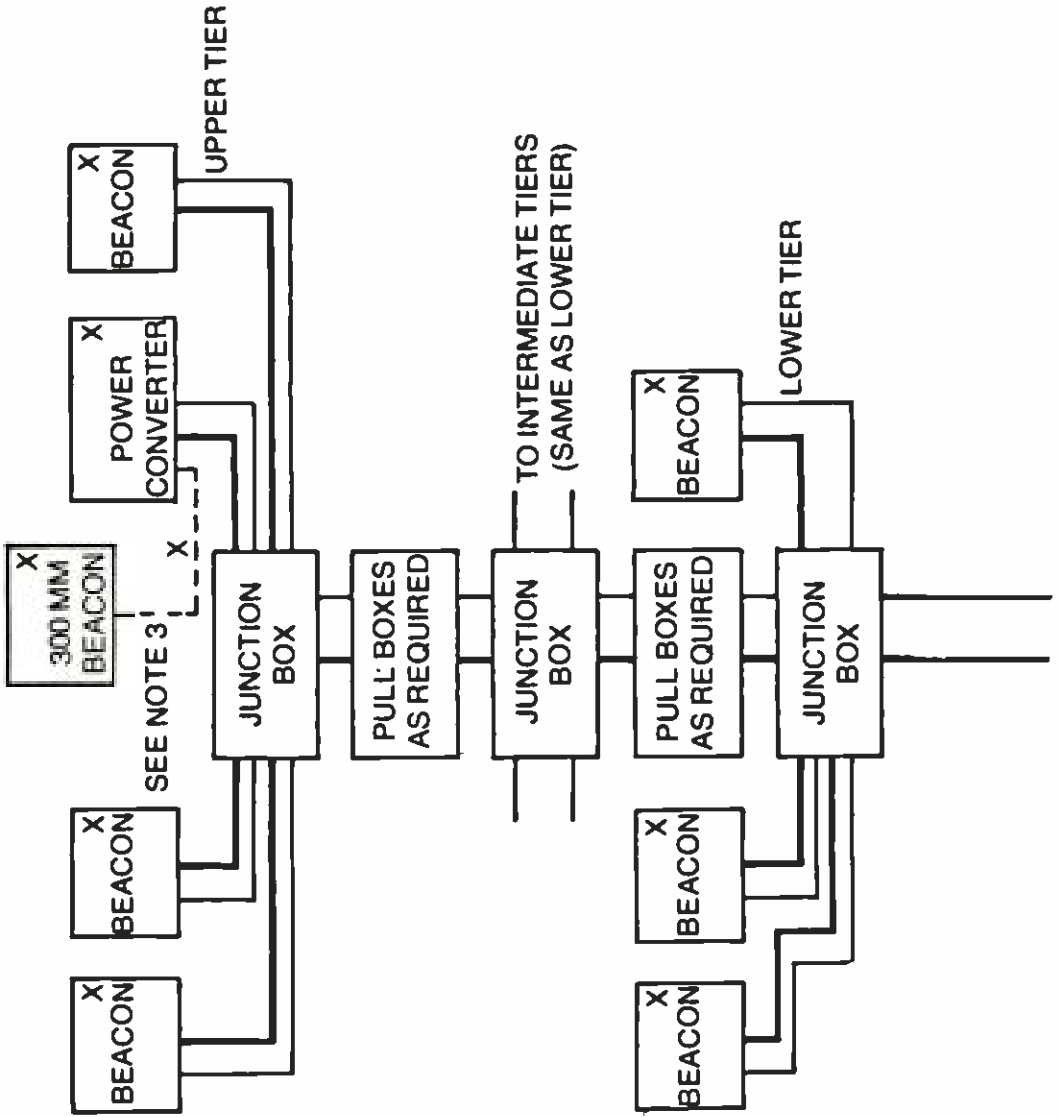 X
300 MM
BEACON
SEE NOTE 3
X
X
BEACON
X
BEACON
X
POWER
CONVERTER
X
BEACON
UPPER TIER
JUNCTION
BOX
PULL' BOXES
AS REQUIRED
JUNCTION
BOX
TO INTERMEDIATE TIERS
(SAME AS LOWER TIER)
PULL BOXES
AS REQUIRED
X
BEACON
X
BEACON
X
BEACON
LOWER TIER
JUNCTION
BOX